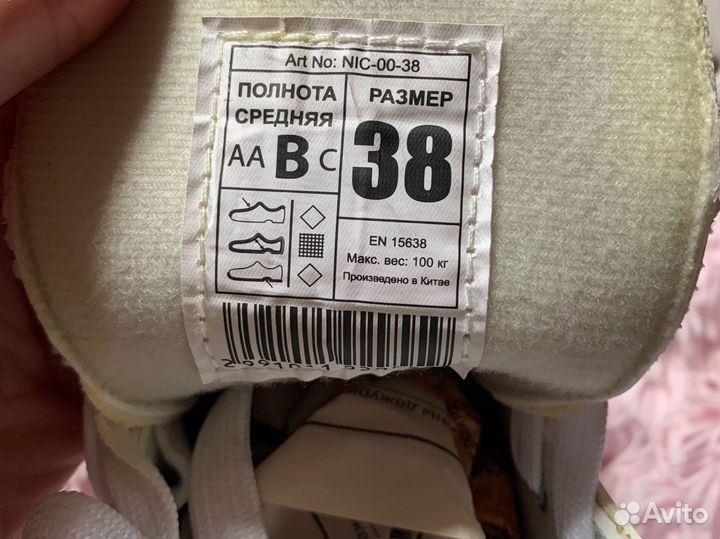 Art No: NIC-00-38
ПОЛНОТА
СРЕДНЯЯ
AA B C
РАЗМЕР
38
EN 15638
Макс. вес: 100 кг
Произведено в Китае
Avito